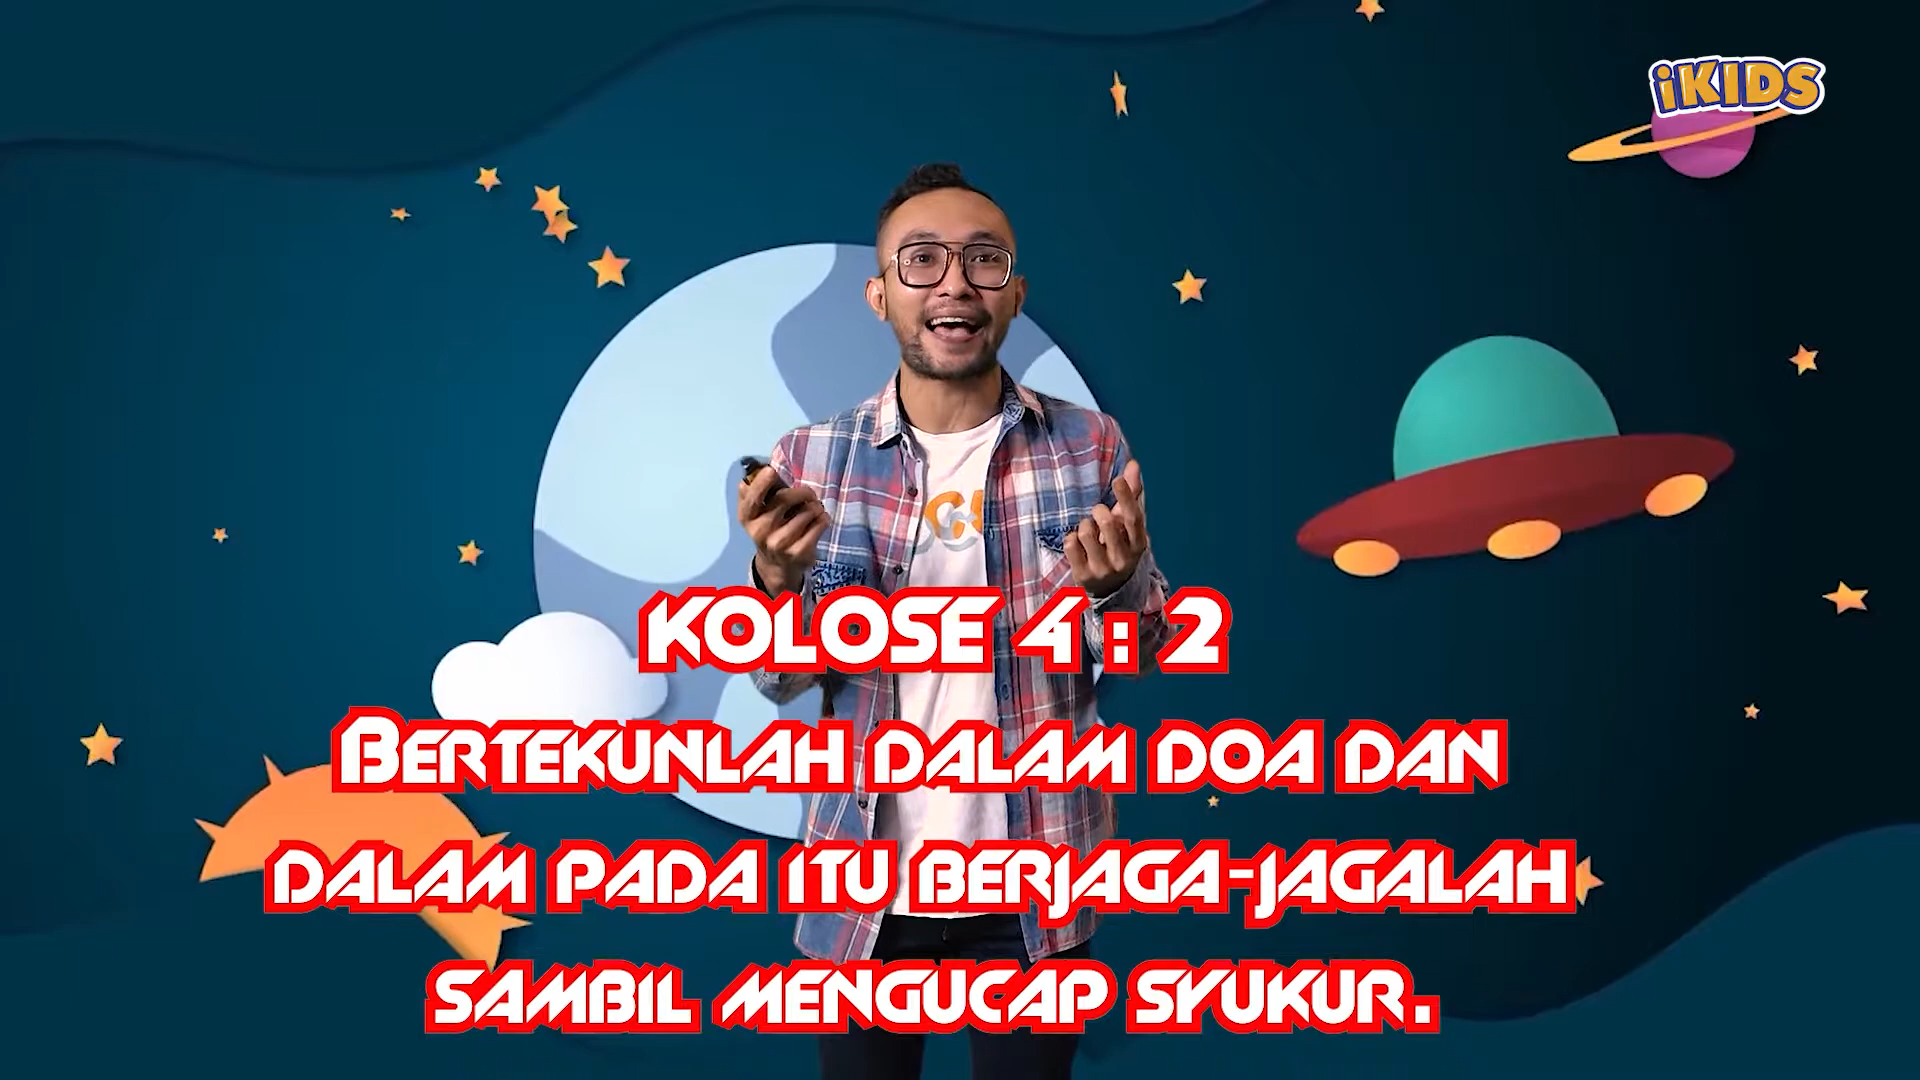 iKIDS
KOLOSE 4 : 2
Bertekunlah dalam doa dan
dalam pada itu berjaga-jagalah
sambil mengucap syukur.